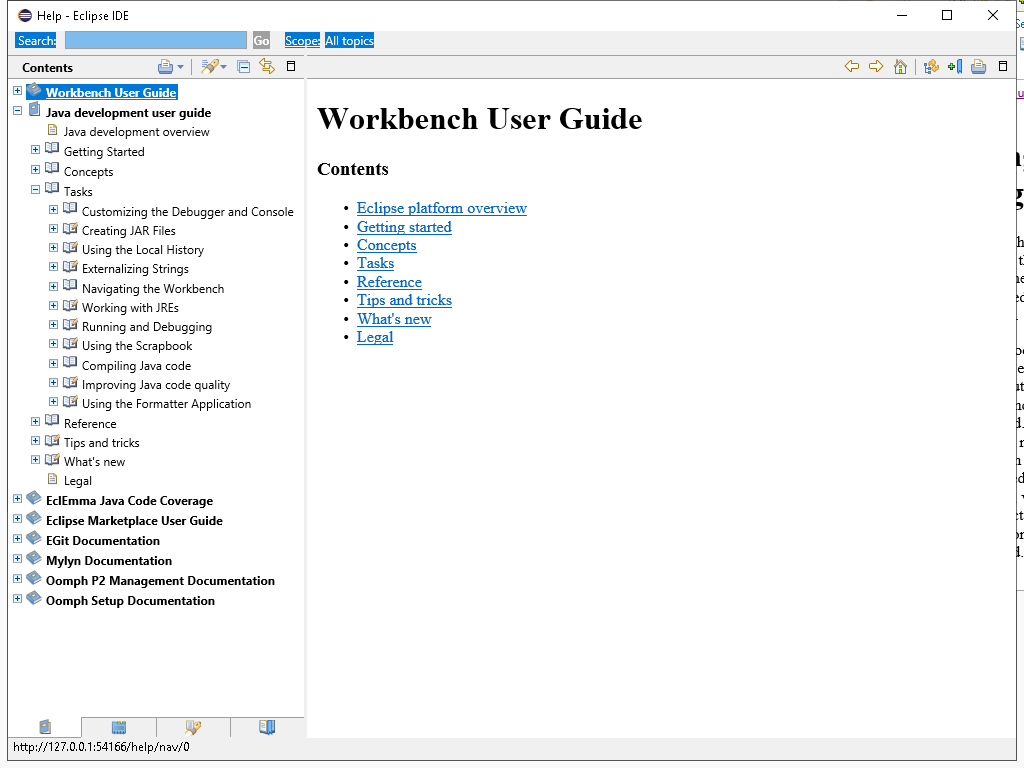 Help - Eclipse IDE
Search: Go Scope: All topics
Contents
Workbench User Guide
Java development user guide
Java development overview
Getting Started
Concepts
Tasks
Customizing the Debugger and Console
Creating JAR Files
Using the Local History
Externalizing Strings
Navigating the Workbench
Working with JREs
Running and Debugging
Using the Scrapbook
Compiling Java code
Improving Java code quality
Using the Formatter Application
Reference
Tips and tricks
What's new
Legal
EclEmma Java Code Coverage
Eclipse Marketplace User Guide
EGit Documentation
Mylyn Documentation
Oomph P2 Management Documentation
Oomph Setup Documentation
Workbench User Guide
Contents
Eclipse platform overview
Getting started
Concepts
Tasks
Reference
Tips and tricks
What's new
Legal
http://127.0.0.1:54166/help/nav/0